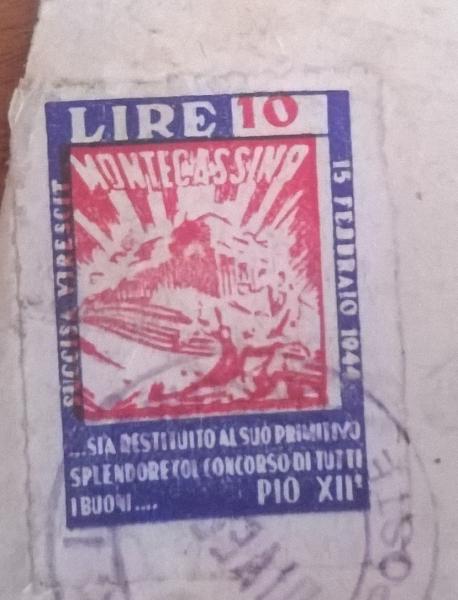 LIRE 10
MONTECASSINO
SUCCISA VIRESCIT
15 FEBBRAIO 1944
...SIA RESTITUITO AL SUO PRIMITIVO
SPLENDORE COL CONCORSO DI TUTTI
I BUONI....
PIO XII°